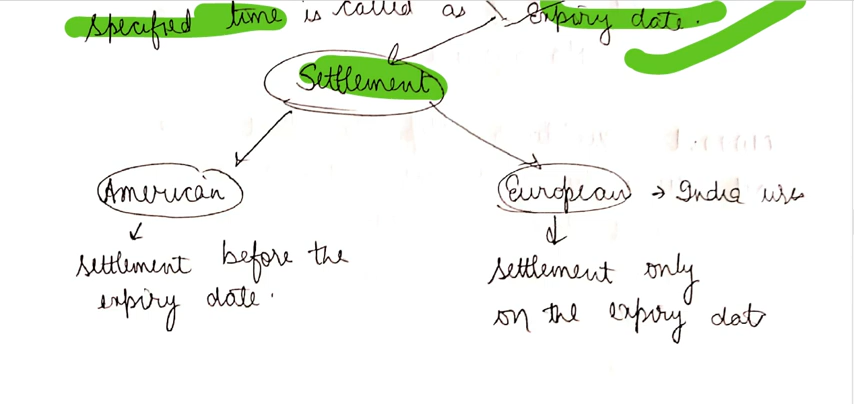 specified time is called as Expiry date.
Settlement
American
European → India uses
settlement before the
expiry date.
settlement only
on the expiry date